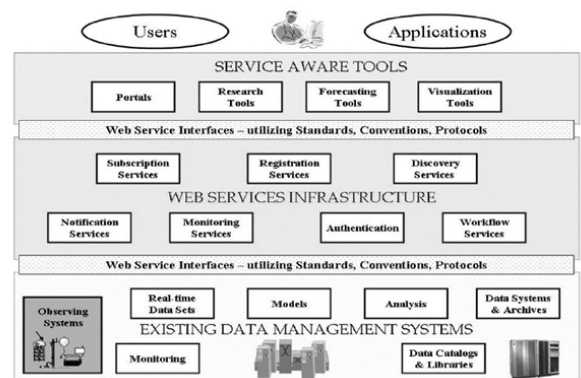 Users
Applications
SERVICE AWARE TOOLS
Portals
Research
Tools
Forecasting
Tools
Visualization
Tools
Web Service Interfaces – utilizing Standards, Conventions, Protocols
Subscription
Services
Registration
Services
Discovery
Services
WEB SERVICES INFRASTRUCTURE
Notification
Services
Monitoring
Services
Authentication
Workflow
Services
Web Service Interfaces – utilizing Standards, Conventions, Protocols
Observing
Systems
Real-time
Data Sets
Models
Analysis
Data Systems
& Archives
EXISTING DATA MANAGEMENT SYSTEMS
Monitoring
Data Catalogs
& Libraries